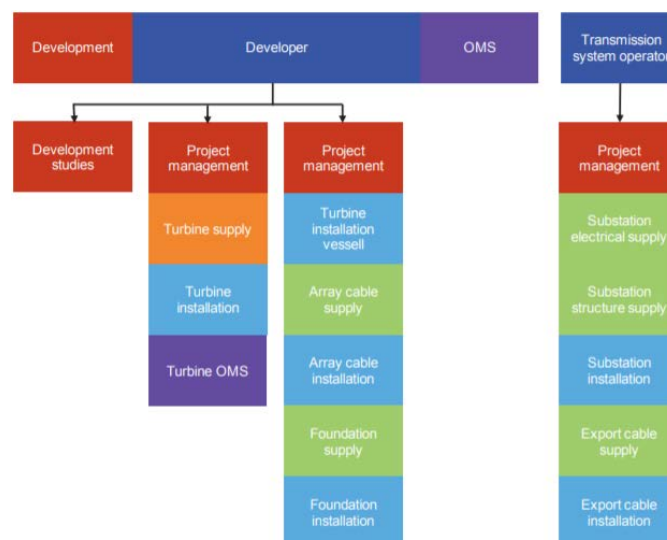 Development
Developer
OMS
Transmission
system operator
Development
studies
Project
management
Turbine supply
Turbine
installation
Turbine OMS
Project
management
Turbine
installation
vessell
Array cable
supply
Array cable
installation
Foundation
supply
Foundation
installation
Project
management
Substation
electrical supply
Substation
structure supply
Substation
installation
Export cable
supply
Export cable
installation